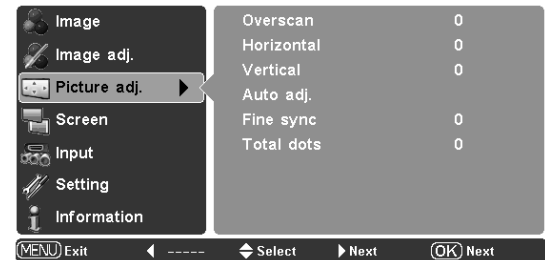 Image
Image adj.
Picture adj.
Screen
Input
Setting
Information
Overscan 0
Horizontal 0
Vertical 0
Auto adj.
Fine sync 0
Total dots 0
MENU Exit ----- Select Next OK Next